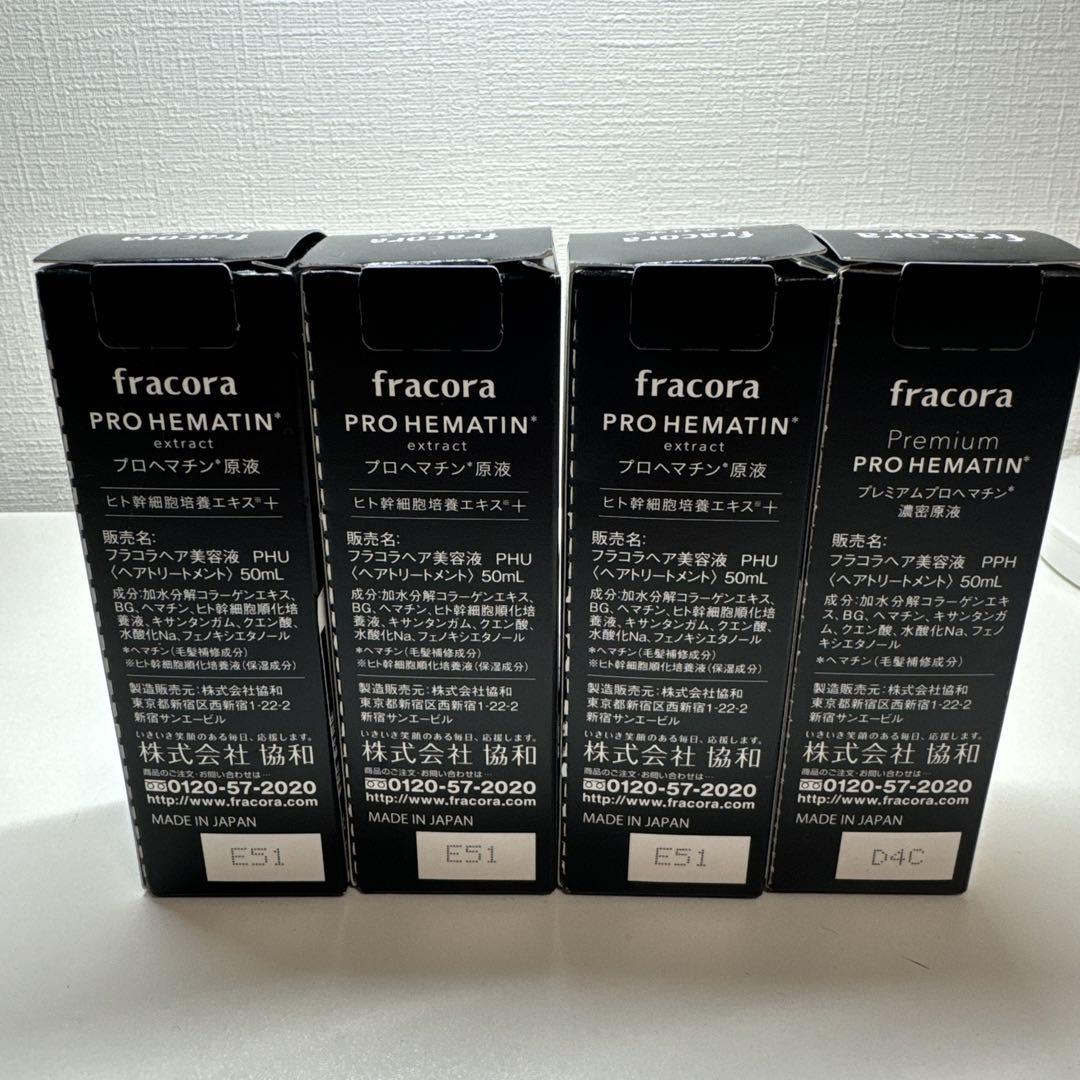 fracora
fracora
PRO HEMATIN*
extract
プロヘマチン*原液
ヒト幹細胞培養エキス※＋
販売名:
フラコラヘア美容液 PHU
〈ヘアトリートメント〉50mL
成分:加水分解コラーゲンエキス、
BG、ヘマチン、ヒト幹細胞順化培
養液、キサンタンガム、クエン酸、
水酸化Na、フェノキシエタノール
*ヘマチン(毛髪補修成分)
※ヒト幹細胞順化培養液(保湿成分)
製造販売元:株式会社協和
東京都新宿区西新宿1-22-2
新宿サンエービル
いきいき笑顔のある毎日、応援します。
株式会社 協和
商品のご注文・お問い合わせは…
0120-57-2020
http://www.fracora.com
MADE IN JAPAN
E51
fracora
fracora
PRO HEMATIN*
extract
プロヘマチン*原液
ヒト幹細胞培養エキス※＋
販売名:
フラコラヘア美容液 PHU
〈ヘアトリートメント〉50mL
成分:加水分解コラーゲンエキス、
BG、ヘマチン、ヒト幹細胞順化培
養液、キサンタンガム、クエン酸、
水酸化Na、フェノキシエタノール
*ヘマチン(毛髪補修成分)
※ヒト幹細胞順化培養液(保湿成分)
製造販売元:株式会社協和
東京都新宿区西新宿1-22-2
新宿サンエービル
いきいき笑顔のある毎日、応援します。
株式会社 協和
商品のご注文・お問い合わせは…
0120-57-2020
http://www.fracora.com
MADE IN JAPAN
E51
fracora
fracora
PRO HEMATIN*
extract
プロヘマチン*原液
ヒト幹細胞培養エキス※＋
販売名:
フラコラヘア美容液 PHU
〈ヘアトリートメント〉50mL
成分:加水分解コラーゲンエキス、
BG、ヘマチン、ヒト幹細胞順化培
養液、キサンタンガム、クエン酸、
水酸化Na、フェノキシエタノール
*ヘマチン(毛髪補修成分)
※ヒト幹細胞順化培養液(保湿成分)
製造販売元:株式会社協和
東京都新宿区西新宿1-22-2
新宿サンエービル
いきいき笑顔のある毎日、応援します。
株式会社 協和
商品のご注文・お問い合わせは…
0120-57-2020
http://www.fracora.com
MADE IN JAPAN
E51
fracora
fracora
Premium
PRO HEMATIN*
プレミアムプロヘマチン*
濃密原液
販売名:
フラコラヘア美容液 PPH
〈ヘアトリートメント〉50mL
成分:加水分解コラーゲンエキ
ス、BG、ヘマチン、キサンタンガ
ム、クエン酸、水酸化Na、フェノ
キシエタノール
*ヘマチン(毛髪補修成分)
製造販売元:株式会社協和
東京都新宿区西新宿1-22-2
新宿サンエービル
いきいき笑顔のある毎日、応援します。
株式会社 協和
商品のご注文・お問い合わせは…
0120-57-2020
http://www.fracora.com
MADE IN JAPAN
D4C